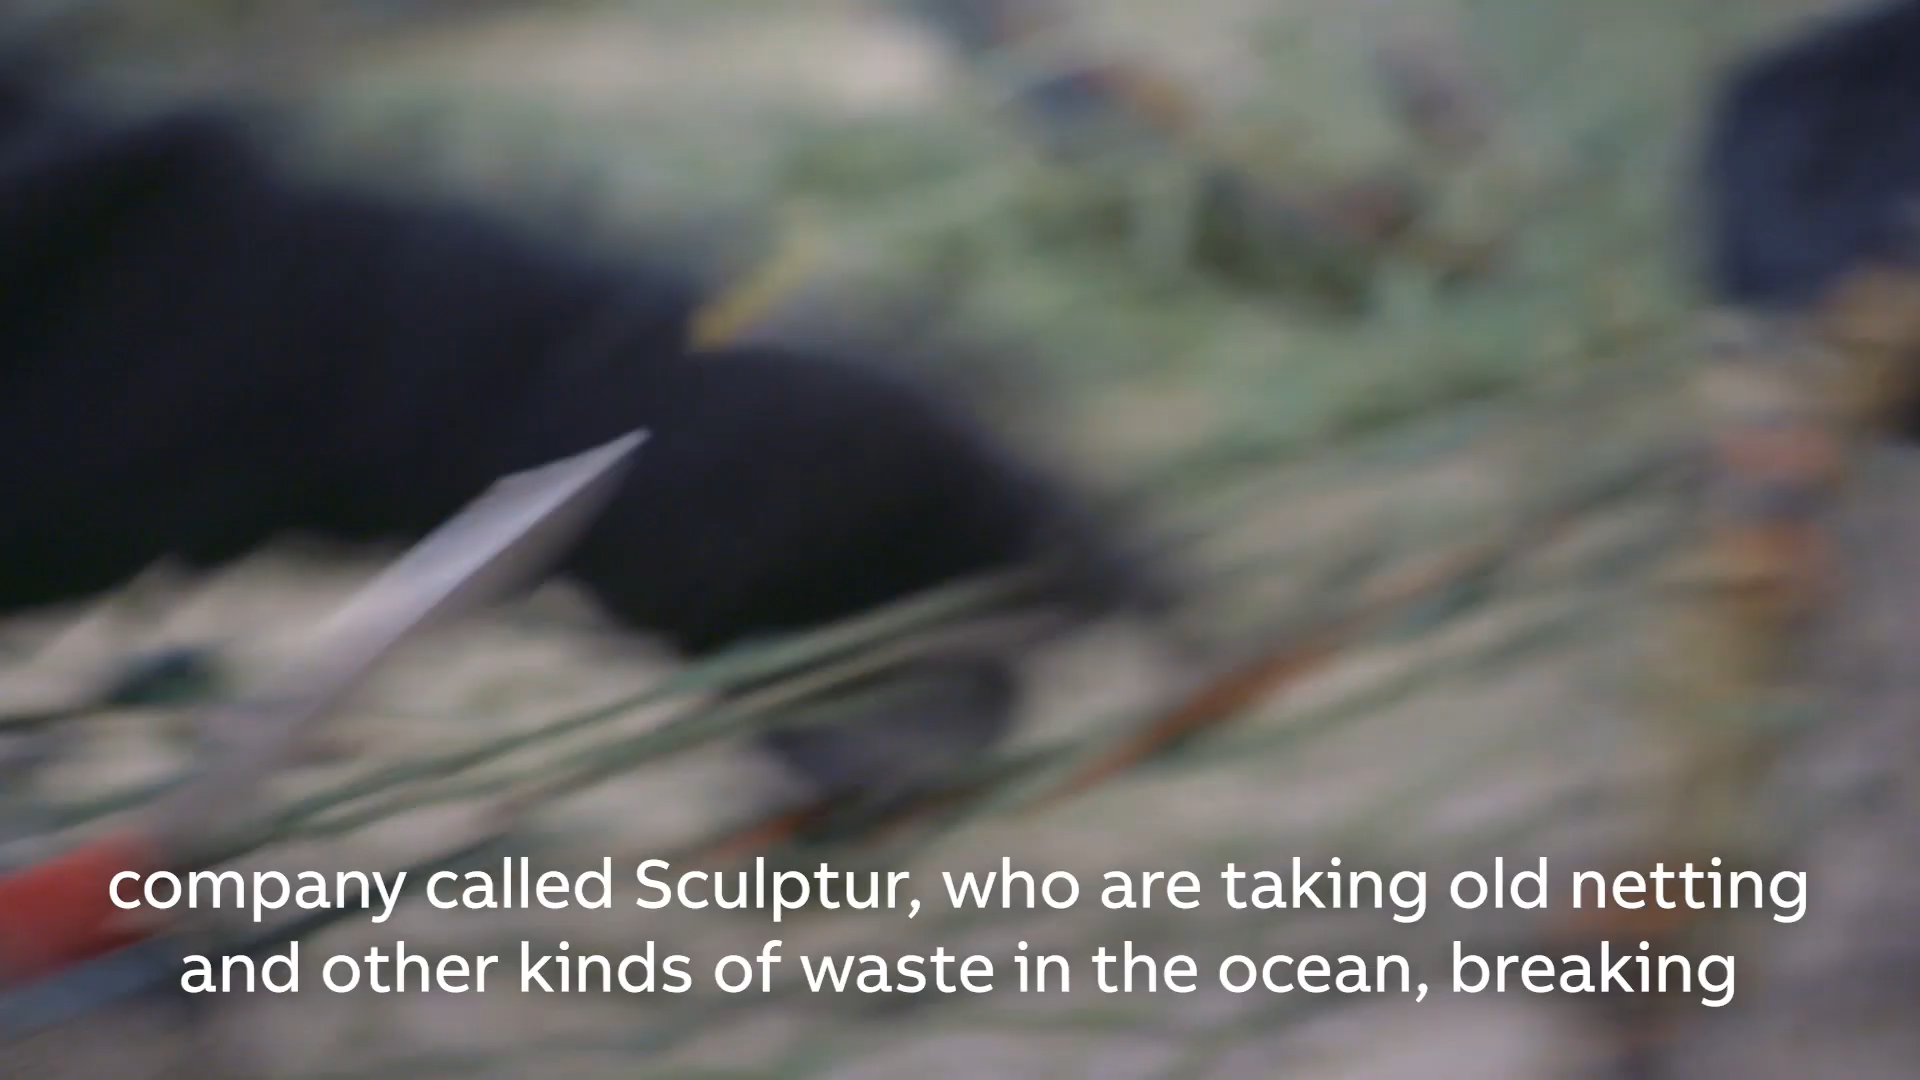 company called Sculptur, who are taking old netting
and other kinds of waste in the ocean, breaking